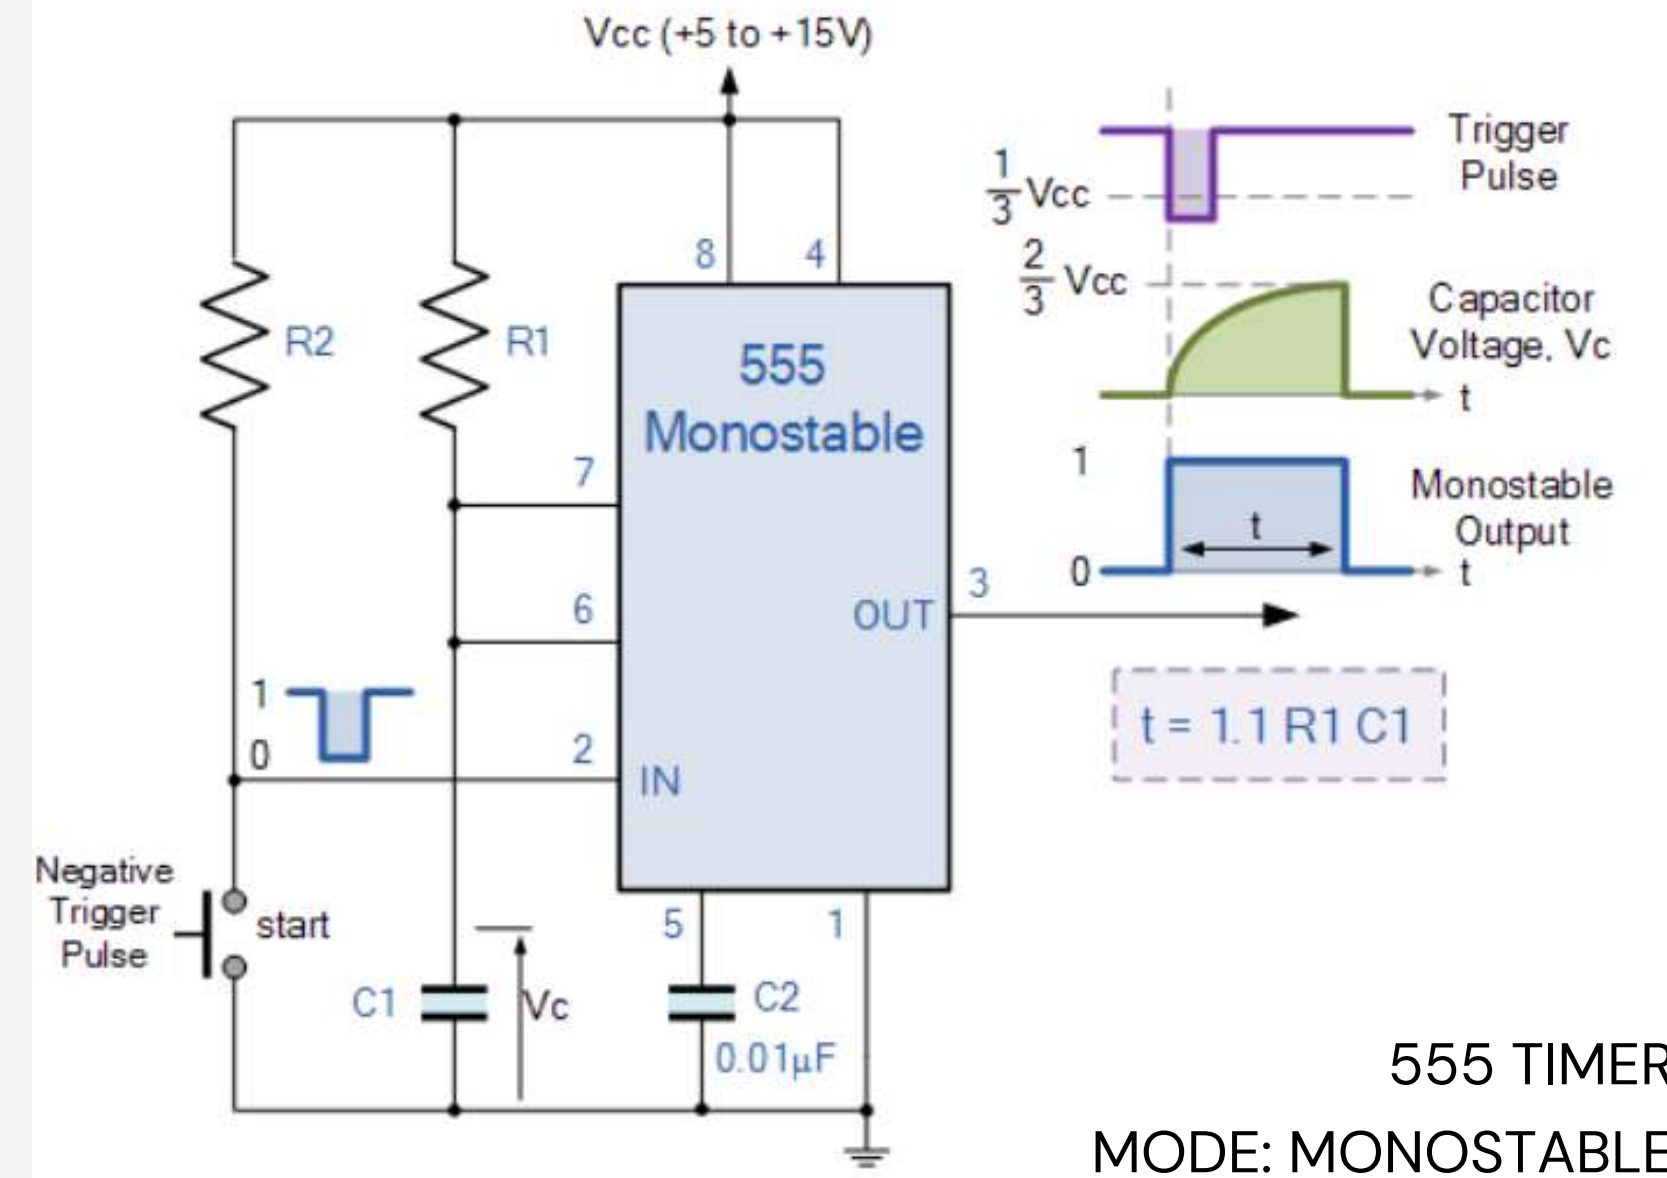 Vcc (+5 to +15V)
Trigger
Pulse
1
3
Vcc
8
4
2
3
Vcc
Capacitor
Voltage, Vc
t
R2
R1
555
Monostable
7
1
Monostable
Output
t
0
t
3
6
OUT
1
0
2
IN
t = 1.1 R1 C1
Negative
Trigger
Pulse
start
5
1
C1
Vc
C2
0.01µF
555 TIMER
MODE: MONOSTABLE